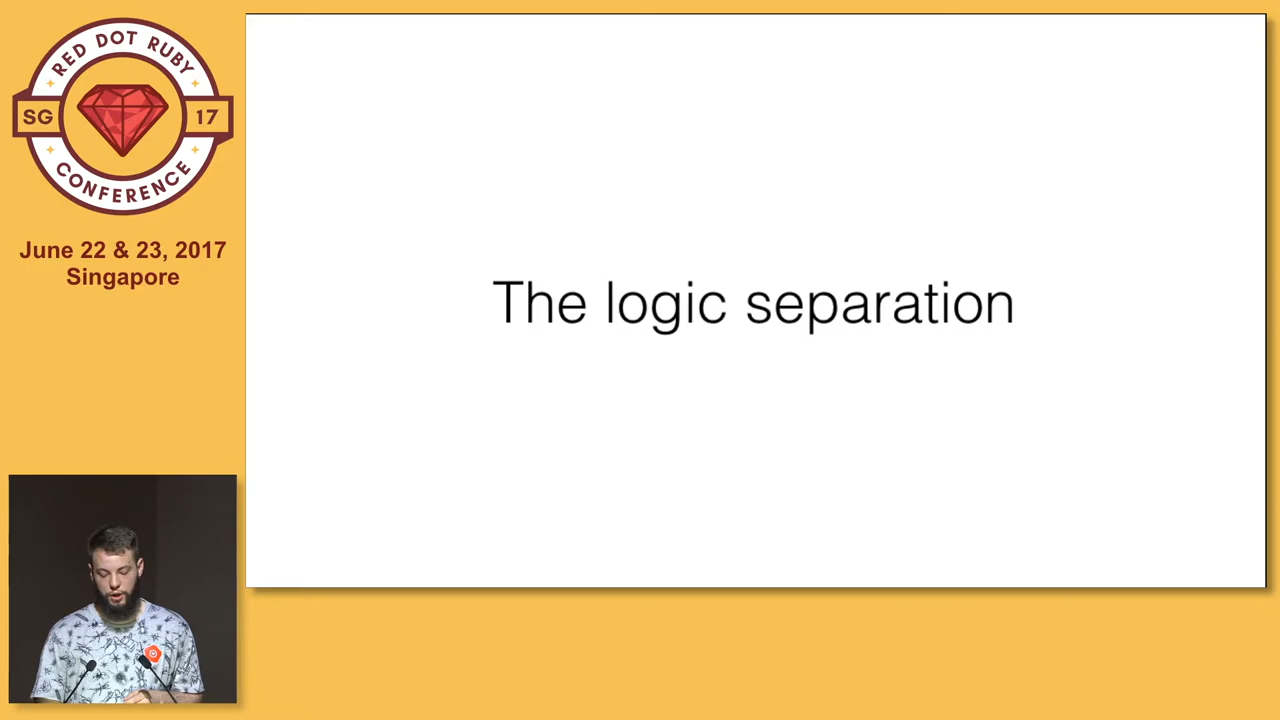 RED DOT RUBY
SG 17
CONFERENCE
June 22 & 23, 2017
Singapore
The logic separation